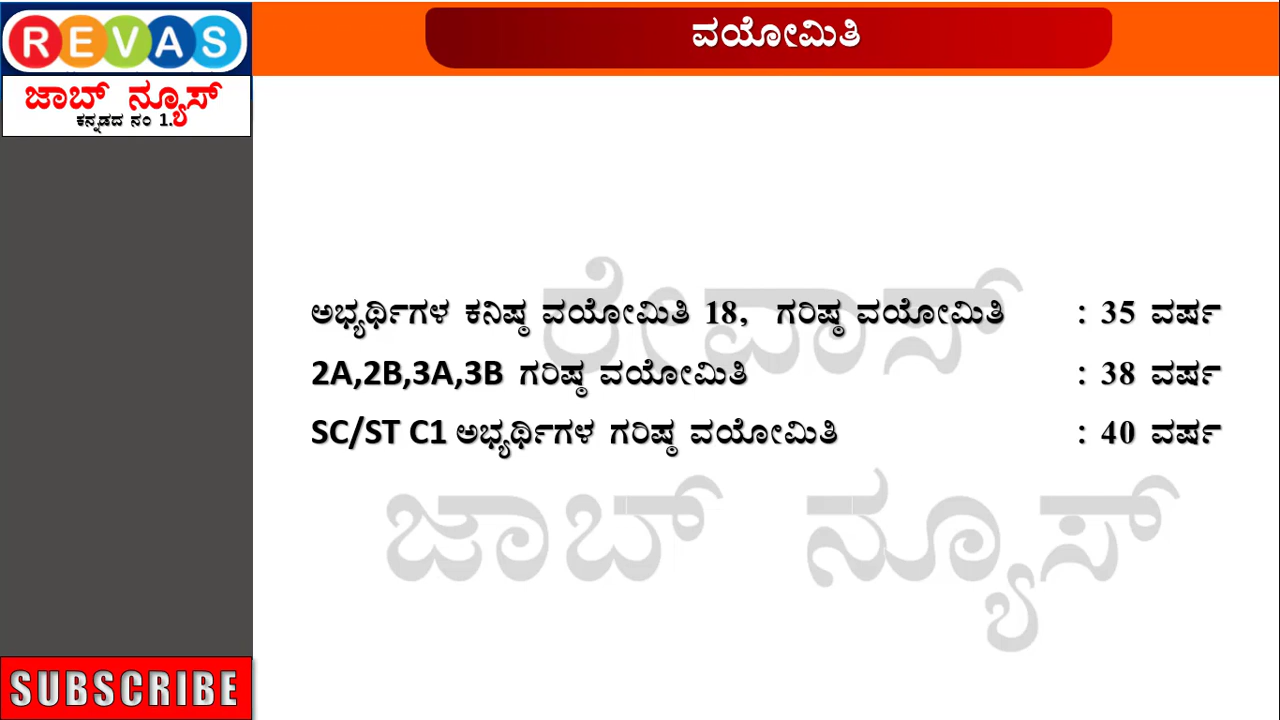 REVAS
ಜಾಬ್ ನ್ಯೂಸ್
ಕನ್ನಡದ ನಂ 1.
ವಯೋಮಿತಿ
ಅಭ್ಯರ್ಥಿಗಳ ಕನಿಷ್ಠ ವಯೋಮಿತಿ 18, ಗರಿಷ್ಠ ವಯೋಮಿತಿ : 35 ವರ್ಷ
2A,2B,3A,3B ಗರಿಷ್ಠ ವಯೋಮಿತಿ : 38 ವರ್ಷ
SC/ST C1 ಅಭ್ಯರ್ಥಿಗಳ ಗರಿಷ್ಠ ವಯೋಮಿತಿ : 40 ವರ್ಷ
ರೇವಾಸ್
ಜಾಬ್ ನ್ಯೂಸ್
SUBSCRIBE